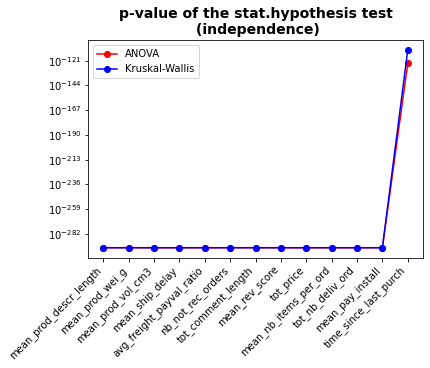 p-value of the stat.hypothesis test
(independence)
ANOVA
Kruskal-Wallis
10^-121
10^-144
10^-167
10^-190
10^-213
10^-236
10^-259
10^-282
mean_prod_descr_length
mean_prod_wei_g
mean_prod_vol_cm3
mean_ship_delay
avg_freight_payval_ratio
nb_not_rec_orders
tot_comment_length
mean_rev_score
tot_price
mean_nb_items_per_ord
tot_nb_deliv_ord
mean_pay_install
time_since_last_purch